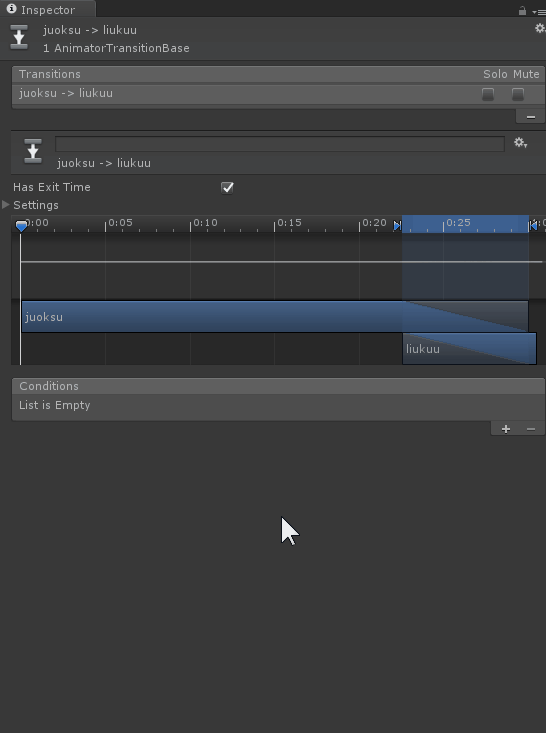 Inspector
juoksu -> liukuu
1 AnimatorTransitionBase
Transitions
Solo Mute
juoksu -> liukuu
juoksu -> liukuu
Has Exit Time
Settings
0:00 0:05 0:10 0:15 0:20 0:25
juoksu
liukuu
Conditions
List is Empty